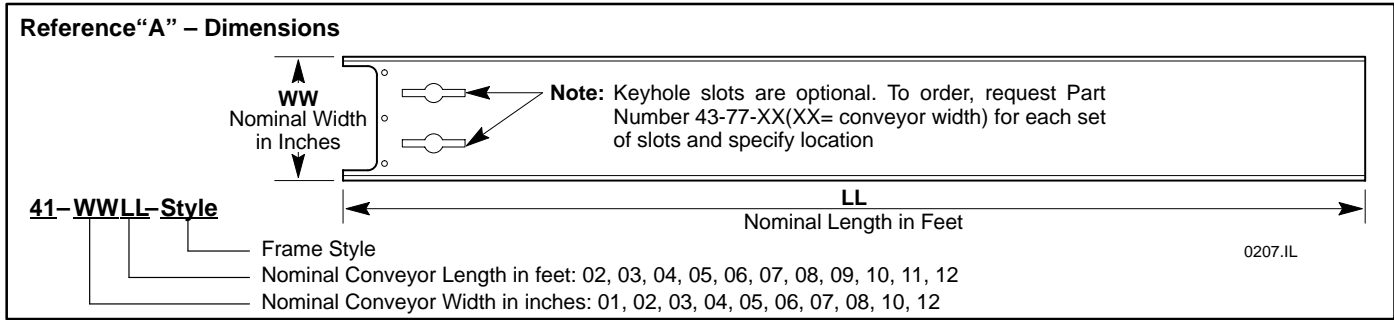 Reference“A” – Dimensions
WW
Nominal Width
in Inches
Note: Keyhole slots are optional. To order, request Part
Number 43-77-XX(XX= conveyor width) for each set
of slots and specify location
LL
Nominal Length in Feet
41–WWLL–Style
Frame Style
0207.IL
Nominal Conveyor Length in feet: 02, 03, 04, 05, 06, 07, 08, 09, 10, 11, 12
Nominal Conveyor Width in inches: 01, 02, 03, 04, 05, 06, 07, 08, 10, 12